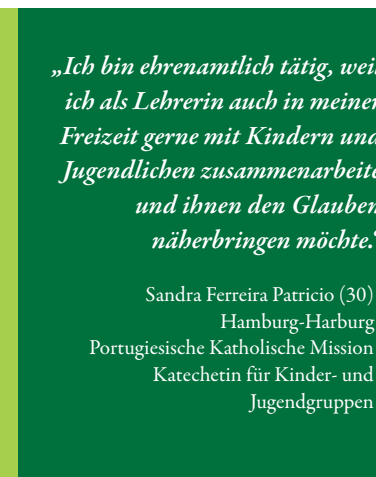 „Ich bin ehrenamtlich tätig, weil
ich als Lehrerin auch in meiner
Freizeit gerne mit Kindern und
Jugendlichen zusammenarbeite
und ihnen den Glauben
näherbringen möchte.“
Sandra Ferreira Patricio (30)
Hamburg-Harburg
Portugiesische Katholische Mission
Katechetin für Kinder- und
Jugendgruppen